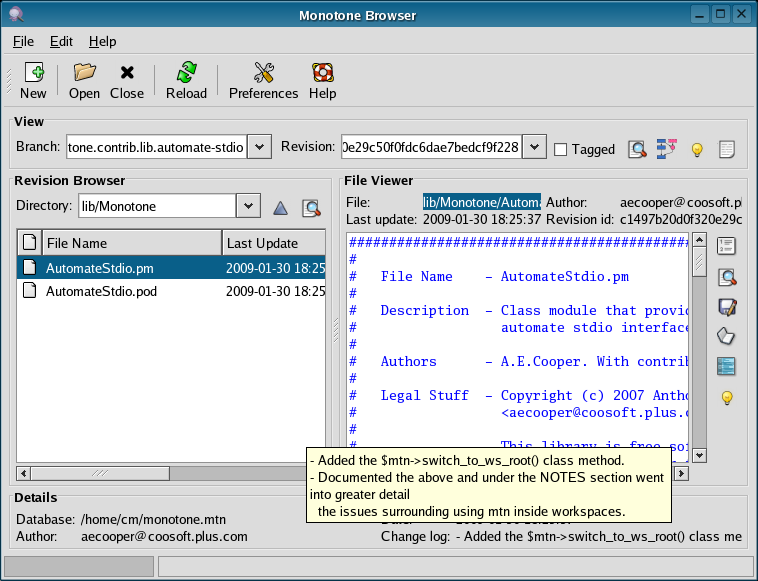 Monotone Browser
File Edit Help
New Open Close Reload Preferences Help
View
Branch: tone.contrib.lib.automate-stdio Revision: 0e29c50f0fdc6dae7bedcf9f228 Tagged
Revision Browser
Directory: lib/Monotone
File Name Last Update
AutomateStdio.pm 2009-01-30 18:25
AutomateStdio.pod 2009-01-30 18:25
File Viewer
File: lib/Monotone/Automa Author: aecooper@coosoft.pl
Last update: 2009-01-30 18:25:37 Revision id: c1497b20d0f320e29c
###########################################
#
# File Name – AutomateStdio.pm
#
# Description – Class module that provid
# automate stdio interface
#
# Authors – A.E.Cooper. With contrib
#
# Legal Stuff – Copyright (c) 2007 Antho
# <aecooper@coosoft.plus.c
#
# This library is free sof
- Added the $mtn->switch_to_ws_root() class method.
- Documented the above and under the NOTES section went
into greater detail
the issues surrounding using mtn inside workspaces.
Details
Database: /home/cm/monotone.mtn
Author: aecooper@coosoft.plus.com Change log: - Added the $mtn->switch_to_ws_root() class me